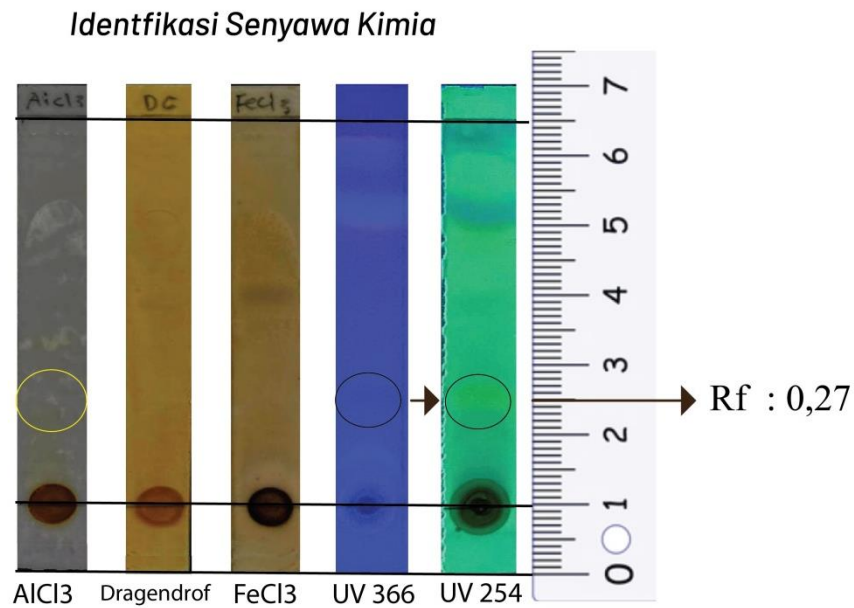 Identfikasi Senyawa Kimia
AlCl3
DG
FeCl3
7
6
5
4
3
2
1
0
Rf : 0,27
AlCl3
Dragendrof
FeCl3
UV 366
UV 254